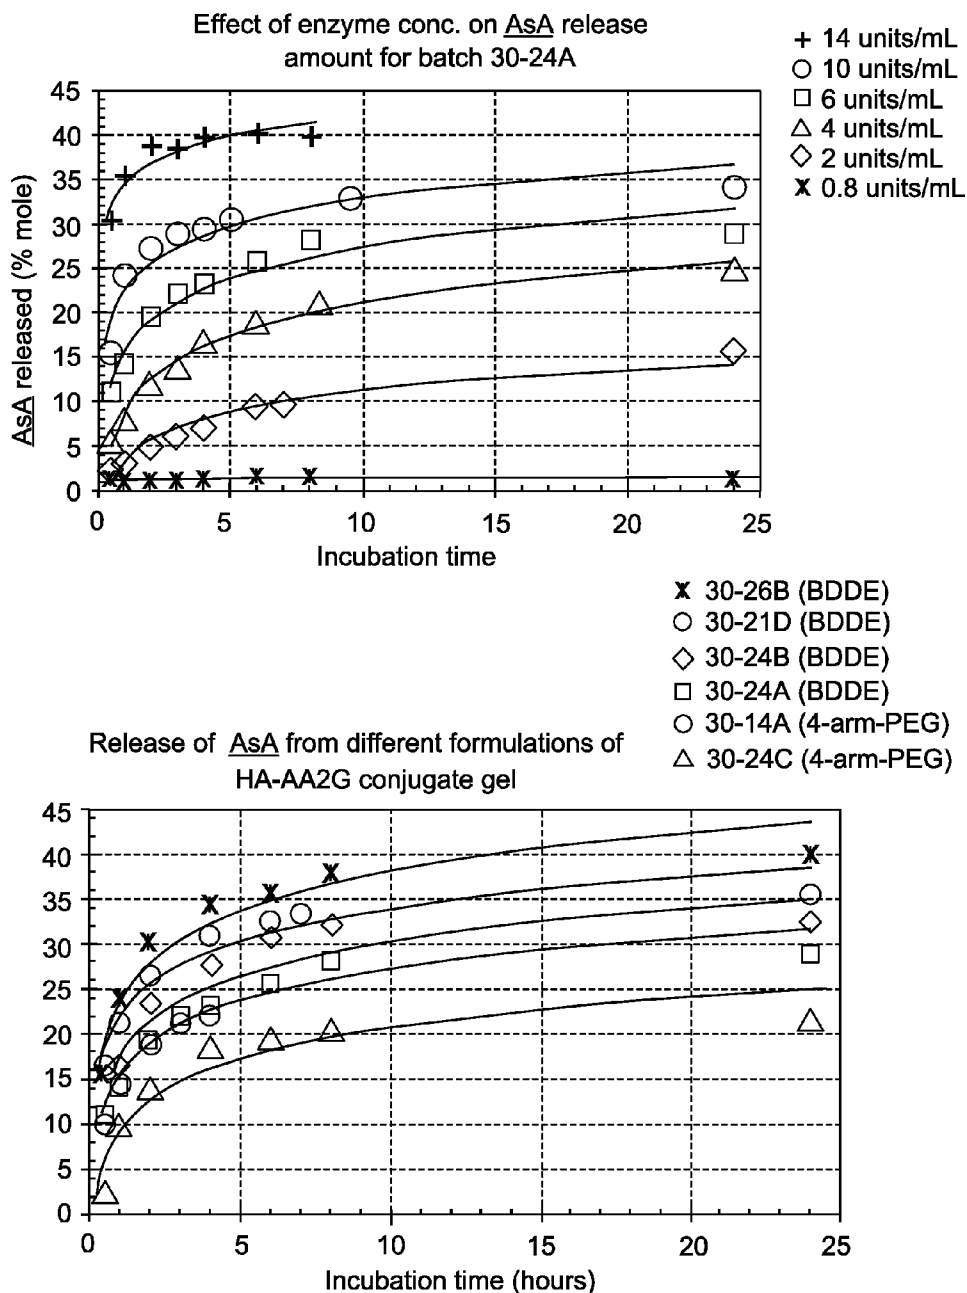 Effect of enzyme conc. on AsA release
amount for batch 30-24A
14 units/mL
10 units/mL
6 units/mL
4 units/mL
2 units/mL
0.8 units/mL
AsA released (% mole)
45
40
35
30
25
20
15
10
5
0
0 5 10 15 20 25
Incubation time
30-26B (BDDE)
30-21D (BDDE)
30-24B (BDDE)
30-24A (BDDE)
30-14A (4-arm-PEG)
30-24C (4-arm-PEG)
Release of AsA from different formulations of
HA-AA2G conjugate gel
45
40
35
30
25
20
15
10
5
0
0 5 10 15 20 25
Incubation time (hours)